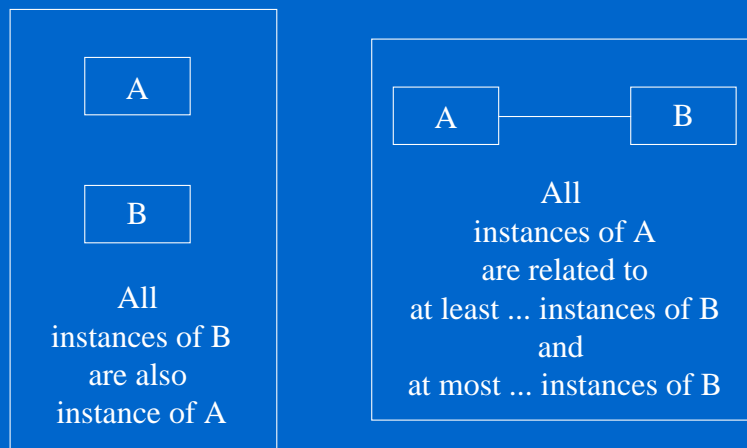 A
B
All
instances of B
are also
instance of A
A
B
All
instances of A
are related to
at least ... instances of B
and
at most ... instances of B